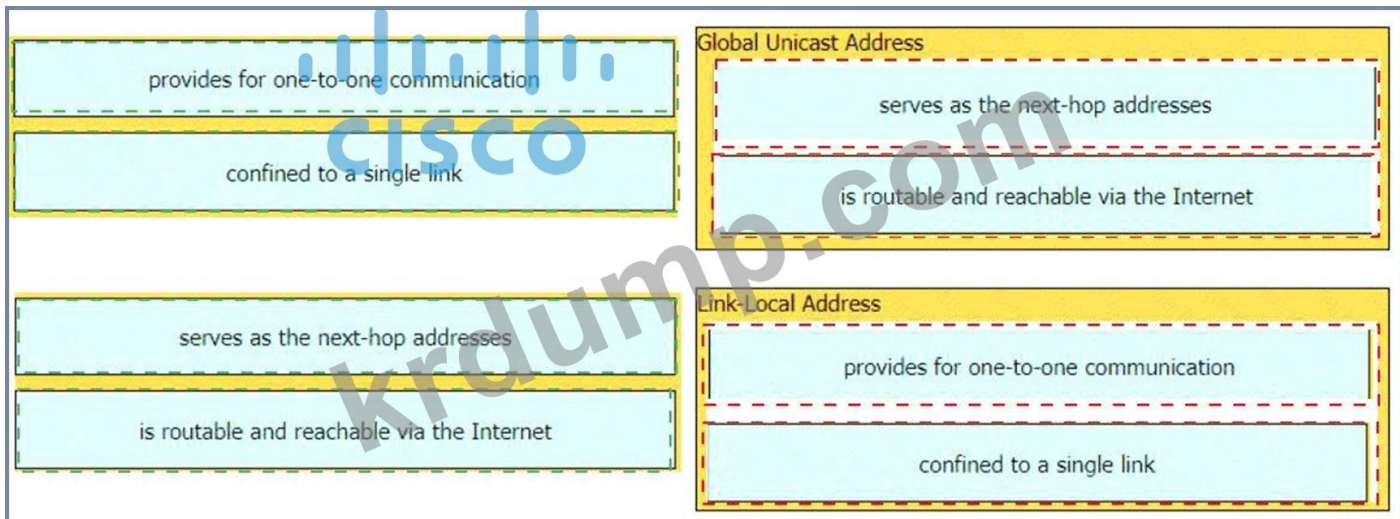 provides for one-to-one communication
CISCO
confined to a single link
serves as the next-hop addresses
is routable and reachable via the Internet
Global Unicast Address
serves as the next-hop addresses
is routable and reachable via the Internet
Link-Local Address
provides for one-to-one communication
confined to a single link
krdump.com